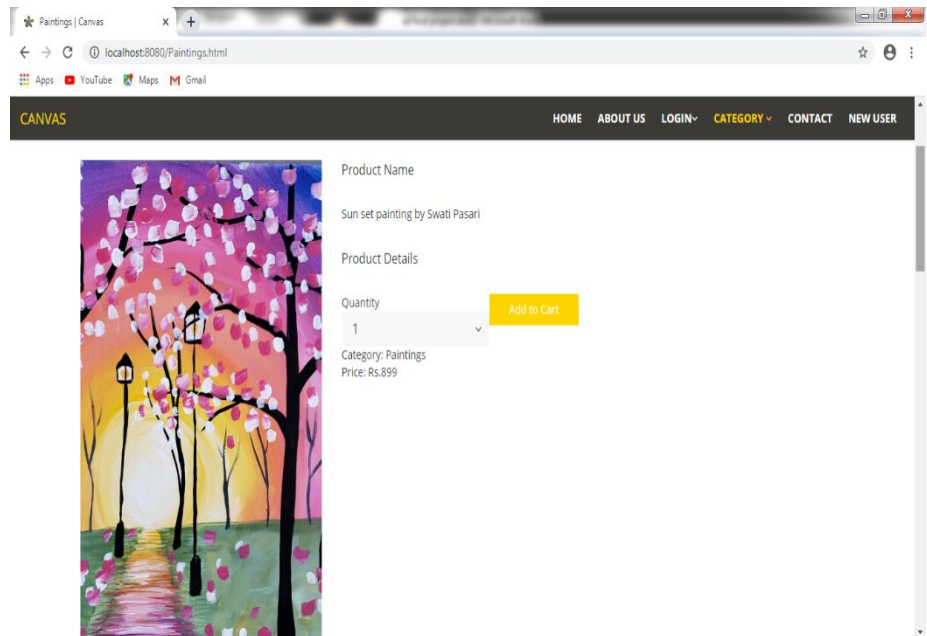 Paintings | Canvas
localhost:8080/Paintings.html
Apps YouTube Maps Gmail
CANVAS HOME ABOUT US LOGIN CATEGORY CONTACT NEW USER
Product Name
Sun set painting by Swati Pasari
Product Details
Quantity
Add to Cart
1
Category: Paintings
Price: Rs.899